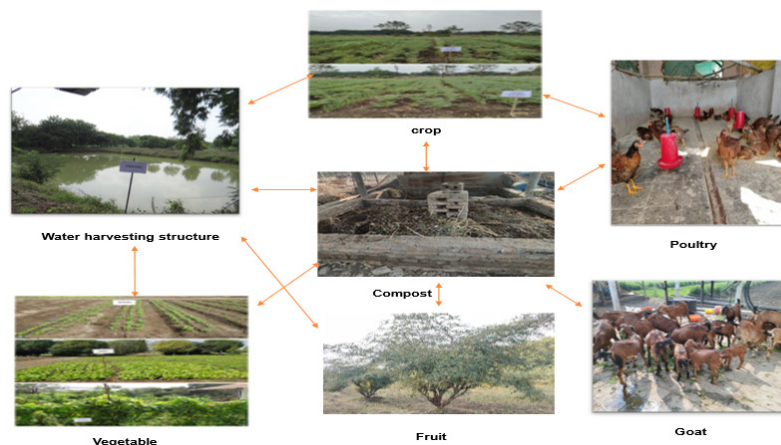 crop
Water harvesting structure
Poultry
Compost
Vegetable
Fruit
Goat